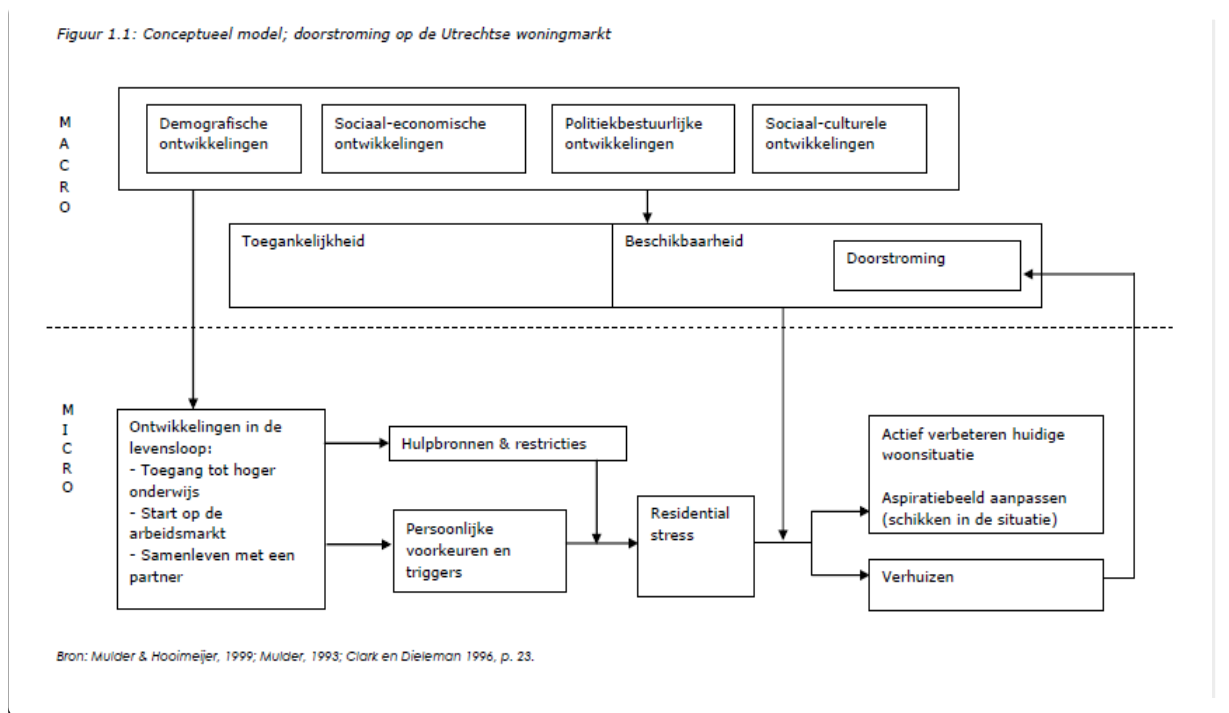 Figuur 1.1: Conceptueel model; doorstroming op de Utrechtse woningmarkt
M
A
C
R
O
Demografische
ontwikkelingen
Sociaal-economische
ontwikkelingen
Politiekbestuurlijke
ontwikkelingen
Sociaal-culturele
ontwikkelingen
Toegankelijkheid
Beschikbaarheid
Doorstroming
M
I
C
R
O
Ontwikkelingen in de
levensloop:
- Toegang tot hoger
onderwijs
- Start op de
arbeidsmarkt
- Samenleven met een
partner
Hulpbronnen & restricties
Persoonlijke
voorkeuren en
triggers
Residential
stress
Actief verbeteren huidige
woonsituatie
Aspiratiebeeld aanpassen
(schikken in de situatie)
Verhuizen
Bron: Mulder & Hooimeijer, 1999; Mulder, 1993; Clark en Dieleman 1996, p. 23.